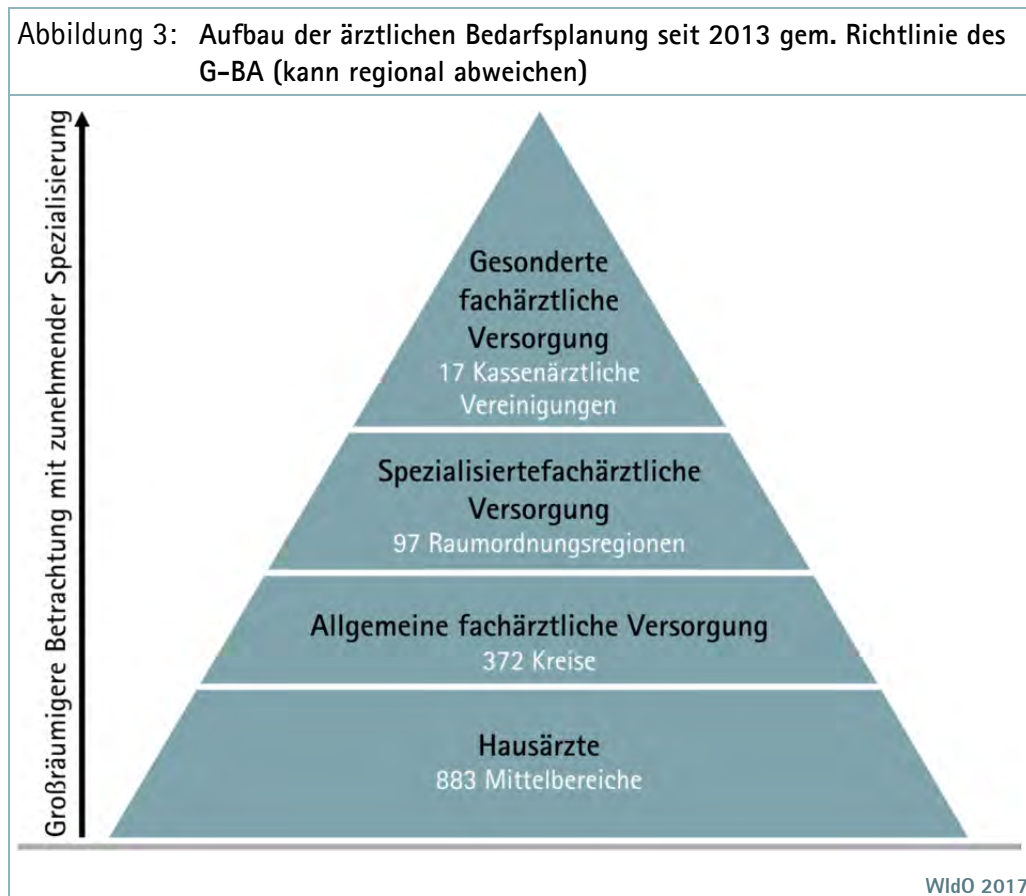 Abbildung 3: Aufbau der ärztlichen Bedarfsplanung seit 2013 gem. Richtlinie des
G-BA (kann regional abweichen)
Großräumigere Betrachtung mit zunehmender Spezialisierung
Gesonderte
fachärztliche
Versorgung
17 Kassenärztliche
Vereinigungen
Spezialisiertefachärztliche
Versorgung
97 Raumordnungsregionen
Allgemeine fachärztliche Versorgung
372 Kreise
Hausärzte
883 Mittelbereiche
WIdO 2017